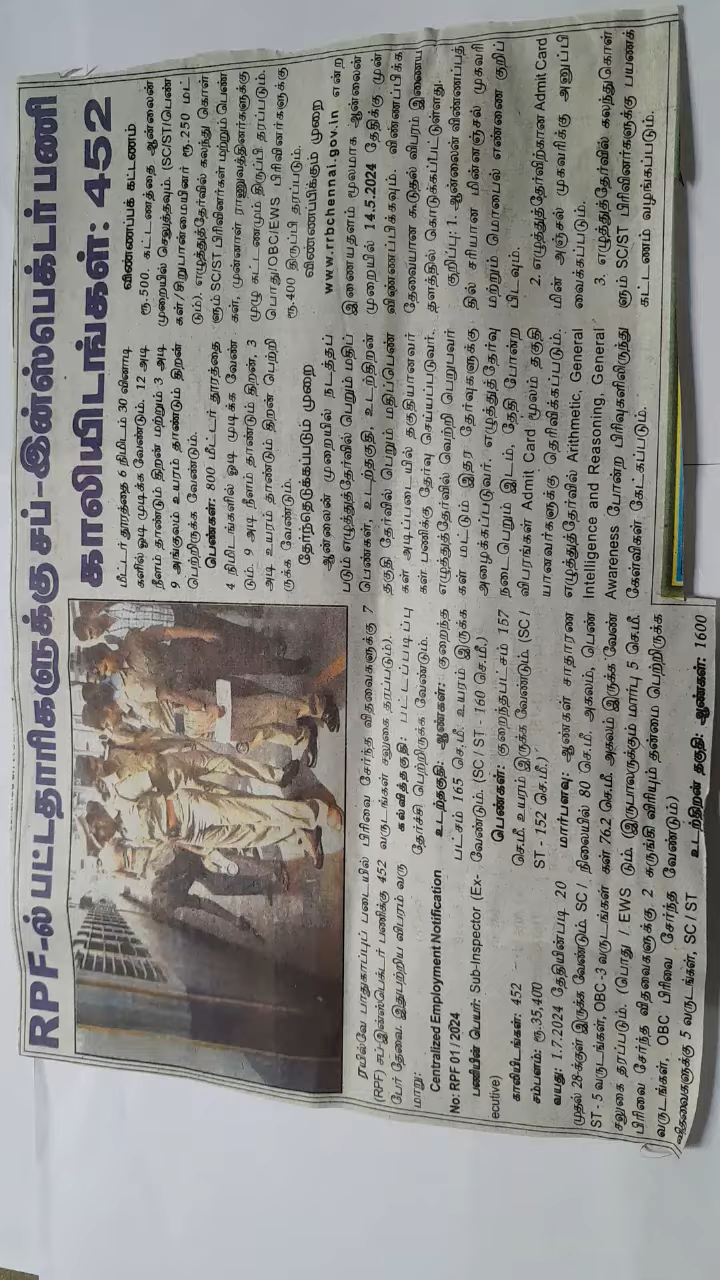 RPF-ல் பட்டதாரிகளுக்கு சப்-இன்ஸ்பெக்டர் பணி
காலியிடங்கள்: 452
ரயில்வே பாதுகாப்புப் படையில்
(RPF) சப்-இன்ஸ்பெக்டர் பணிக்கு 452
பேர் தேவை. இதுபற்றிய விபரம் வரு
மாறு:
Centralized Employment Notification
No: RPF 01/2024
பணியின் பெயர்: Sub-Inspector (Ex-
ecutive)
காலியிடங்கள்: 452
சம்பளம்: ரூ.35,400
வயது: 1.7.2024 தேதியின்படி 20
முதல் 28-க்குள் இருக்க வேண்டும். SC/
ST - 5 வருடங்கள், OBC -3 வருடங்கள்
சலுகை தரப்படும். (பொது / EWS
பிரிவை சேர்ந்த விதவைகளுக்கு 2
வருடங்கள், OBC பிரிவை சேர்ந்த
விதவைகளுக்கு 5 வருடங்கள், SC / ST
பிரிவை சேர்ந்த விதவைகளுக்கு 7
வருடங்கள் சலுகை தரப்படும்).
கல்வித்தகுதி: பட்டப்படிப்பு
தேர்ச்சி பெற்றிருக்க வேண்டும்.
உடற்தகுதி: ஆண்கள்: குறைந்த
பட்சம் 165 செ.மீ. உயரம் இருக்க
வேண்டும். (SC / ST - 160 செ.மீ.)
பெண்கள்: குறைந்தபட்சம் 157
செ.மீ. உயரம் இருக்க வேண்டும். (SC /
ST - 152 செ.மீ.)
மார்பளவு: ஆண்கள் சாதாரண
நிலையில் 80 செ.மீ. அகலம், பெண்
கள் 76.2 செ.மீ. அகலம் இருக்க வேண்
டும். இருபாலருக்கும் மார்பு 5 செ.மீ.
சுருங்கி விரியும் தன்மை பெற்றிருக்க
வேண்டும்)
உடற்திறன் தகுதி: ஆண்கள்: 1600
மீட்டர் தூரத்தை 6 நிமிடம் 30 வினாடி
களில் ஓடி முடிக்க வேண்டும். 12 அடி
நீளம் தாண்டும் திறன் மற்றும் 3 அடி
9 அங்குலம் உயரம் தாண்டும் திறன்
பெற்றிருக்க வேண்டும்.
பெண்கள்: 800 மீட்டர் தூரத்தை
4 நிமிடங்களில் ஓடி முடிக்க வேண்
டும். 9 அடி நீளம் தாண்டும் திறன், 3
அடி உயரம் தாண்டும் திறன் பெற்றி
ருக்க வேண்டும்.
தேர்ந்தெடுக்கப்படும் முறை
ஆன்லைன் முறையில் நடத்தப்
படும் எழுத்துத்தேர்வில் பெறும் மதிப்
பெண்கள், உடற்தகுதி, உடற்திறன்
தகுதி தேர்வில் பெறும் மதிப்பெண்
கள் அடிப்படையில் தகுதியானவர்
கள் பணிக்கு தேர்வு செய்யப்படுவர்.
எழுத்துத்தேர்வில் வெற்றி பெறுபவர்
கள் மட்டும் இதர தேர்வுகளுக்கு
அழைக்கப்படுவர். எழுத்துத்தேர்வு
நடை பெறும் இடம், தேதி போன்ற
விபரங்கள் Admit Card மூலம் தகுதி
யானவர்களுக்கு தெரிவிக்கப்படும்.
எழுத்துத்தேர்வில் Arithmetic, General
Intelligence and Reasoning, General
Awareness போன்ற பிரிவுகளிலிருந்து
கேள்விகள் கேட்கப்படும்.
விண்ணப்பக் கட்டணம்
ரூ.500. கட்டணத்தை ஆன்லைன்
முறையில் செலுத்தவும். (SC/ST/பெண்
கள்/சிறுபான்மையினர் ரூ.250 மட்
டும்). எழுத்துத்தேர்வில் கலந்து கொள்
ளும் SC/ST பிரிவினர்கள் மற்றும் பெண்
கள், முன்னாள் ராணுவத்தினர்களுக்கு
முழு கட்டணமும் திருப்பி தரப்படும்.
பொது/OBC/EWS பிரிவினர்களுக்கு
ரூ.400 திருப்பி தரப்படும்.
விண்ணப்பிக்கும் முறை
www.rrbchennai.gov.in என்ற
இணையதளம் மூலமாக ஆன்லைன்
முறையில் 14.5.2024 தேதிக்கு முன்
விண்ணப்பிக்கவும். விண்ணப்பிக்க
தேவையான கூடுதல் விபரம் இணைய
தளத்தில் கொடுக்கப்பட்டுள்ளது.
குறிப்பு: 1. ஆன்லைன் விண்ணப்பத்
தில் சரியான மின்னஞ்சல் முகவரி
மற்றும் மொபைல் எண்ணை குறிப்
பிடவும்.
2. எழுத்துத்தேர்விற்கான Admit Card
மின் அஞ்சல் முகவரிக்கு அனுப்பி
வைக்கப்படும்.
3. எழுத்துத்தேர்வில் கலந்துகொள்
ளும் SC/ST பிரிவினர்களுக்கு பயணக்
கட்டணம் வழங்கப்படும்.